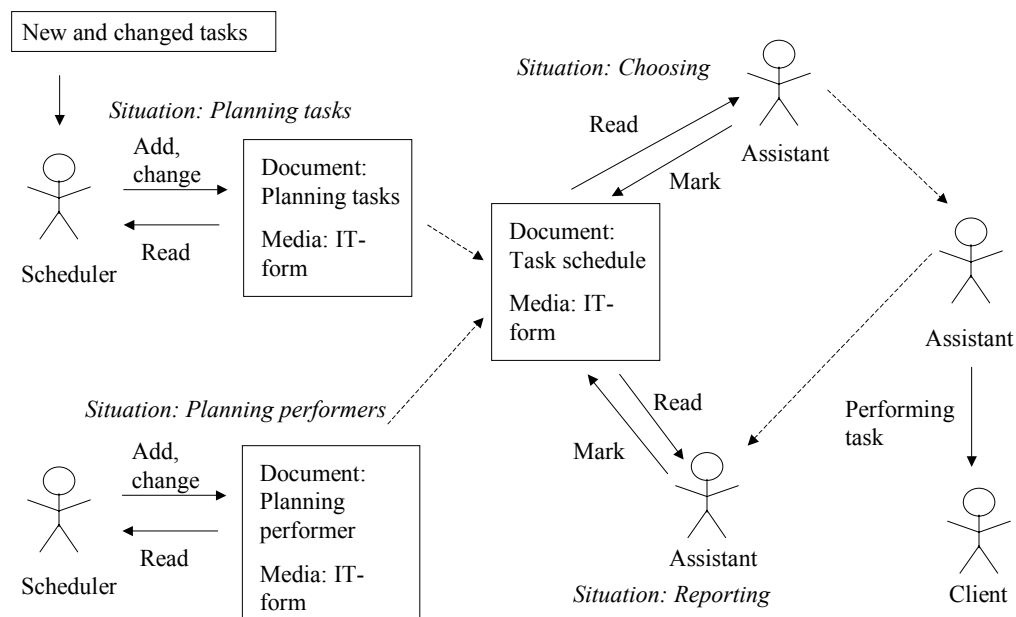 New and changed tasks
Situation: Planning tasks
Add,
change
Read
Scheduler
Document:
Planning tasks
Media: IT-
form
Situation: Choosing
Read
Mark
Assistant
Document:
Task schedule
Media: IT-
form
Assistant
Situation: Planning performers
Add,
change
Read
Scheduler
Document:
Planning
performer
Media: IT-
form
Read
Mark
Assistant
Situation: Reporting
Performing
task
Client